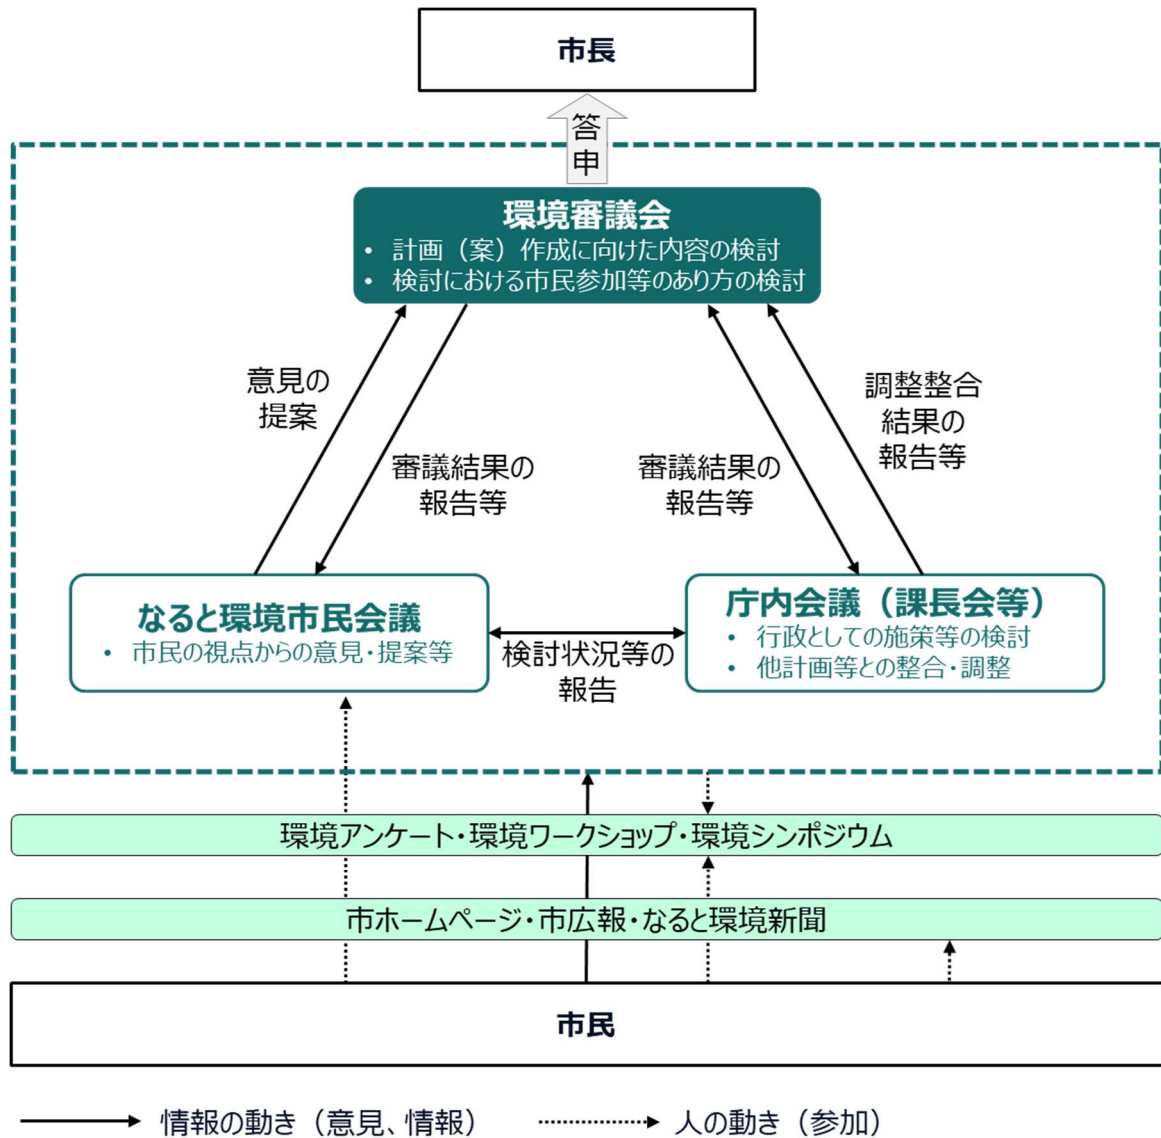 市長
答
申
環境審議会
• 計画（案）作成に向けた内容の検討
• 検討における市民参加等のあり方の検討
意見の
提案
審議結果の
報告等
審議結果の
報告等
調整整合
結果の
報告等
なると環境市民会議
• 市民の視点からの意見・提案等
検討状況等の
報告
庁内会議（課長会等）
• 行政としての施策等の検討
• 他計画等との整合・調整
環境アンケート・環境ワークショップ・環境シンポジウム
市ホームページ・市広報・なると環境新聞
市民
情報の動き（意見、情報）
人の動き（参加）